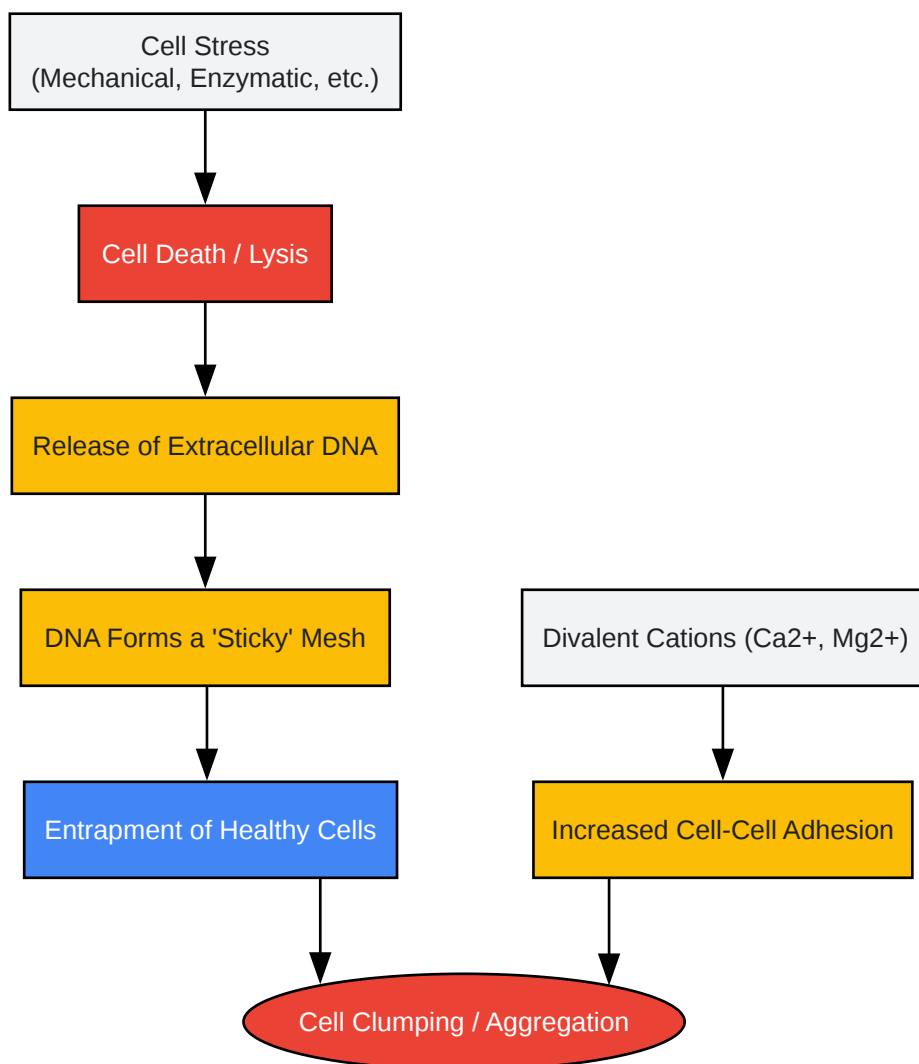 Cell Stress
(Mechanical, Enzymatic, etc.)
Cell Death / Lysis
Release of Extracellular DNA
DNA Forms a 'Sticky' Mesh
Divalent Cations (Ca2+, Mg2+)
Entrapment of Healthy Cells
Increased Cell-Cell Adhesion
Cell Clumping / Aggregation